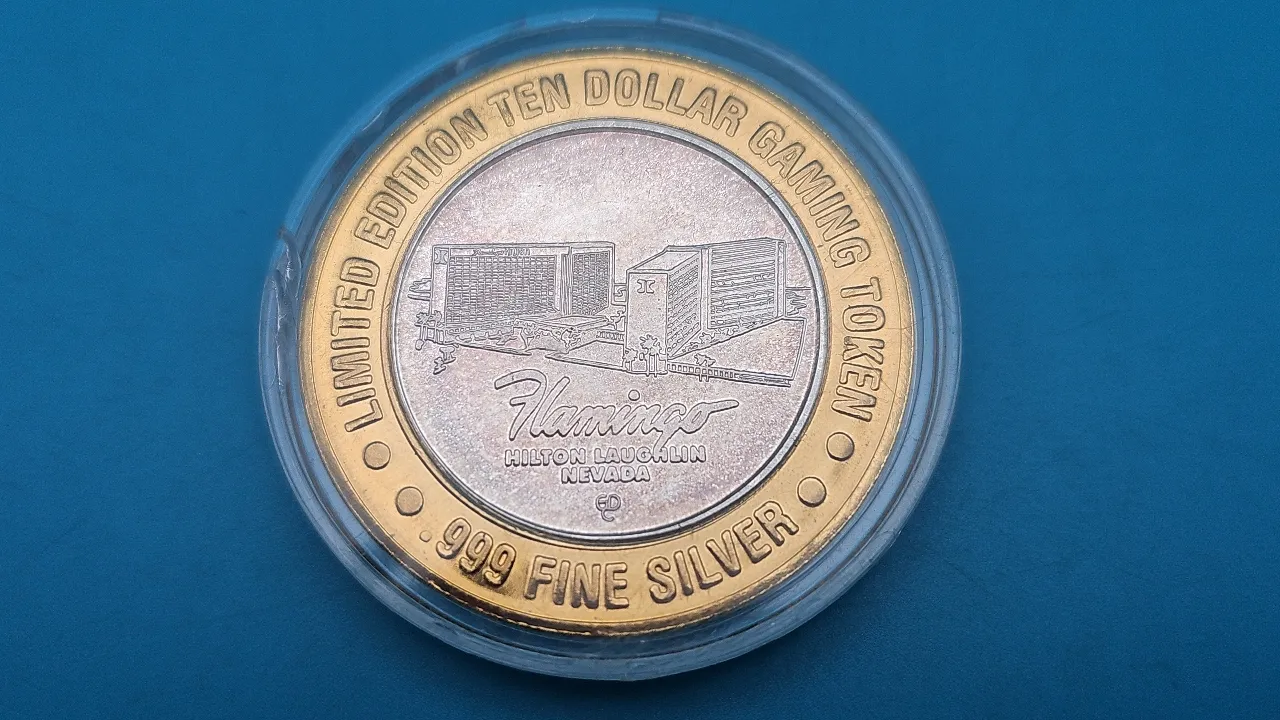 LIMITED EDITION TEN DOLLAR GAMING TOKEN
Flamingo
HILTON LAUGHLIN
NEVADA
.999 FINE SILVER